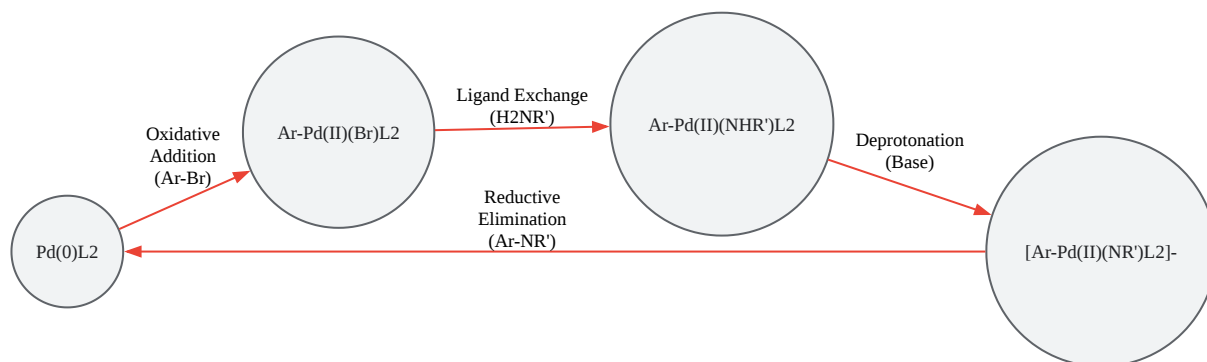 Oxidative
Addition
(Ar-Br)
Ar-Pd(II)(Br)L2
Ligand Exchange
(H2NR')
Ar-Pd(II)(NHR')L2
Deprotonation
(Base)
Reductive
Elimination
(Ar-NR')
Pd(0)L2
[Ar-Pd(II)(NR')L2]-